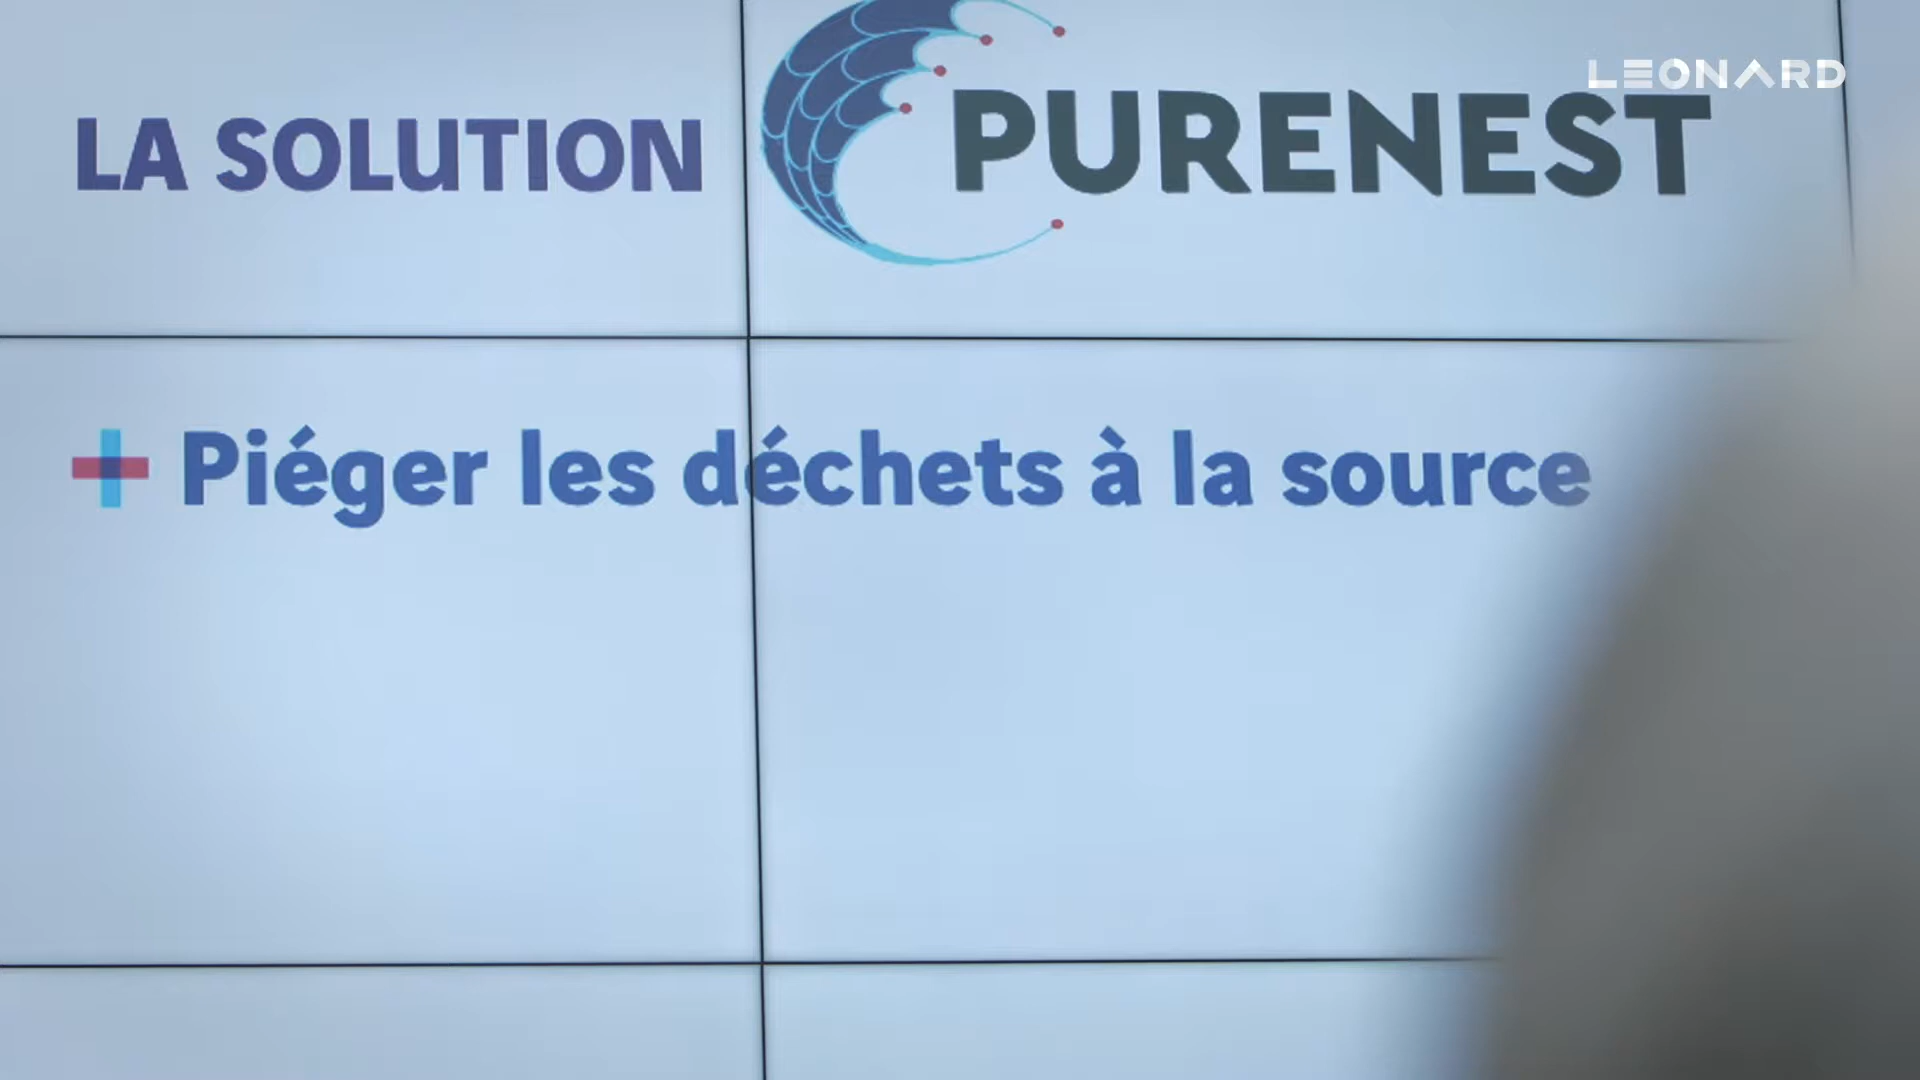 LEONARD
LA SOLUTION PURENEST
+ Piéger les déchets à la source